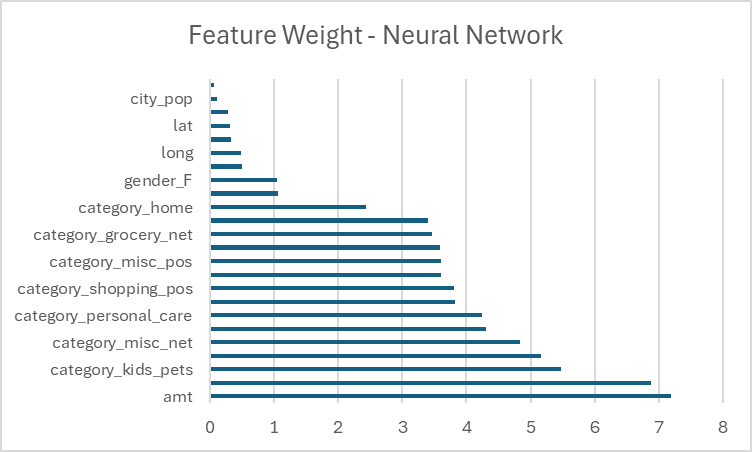 Feature Weight - Neural Network
city_pop
lat
long
gender_F
category_home
category_grocery_net
category_misc_pos
category_shopping_pos
category_personal_care
category_misc_net
category_kids_pets
amt
0 1 2 3 4 5 6 7 8